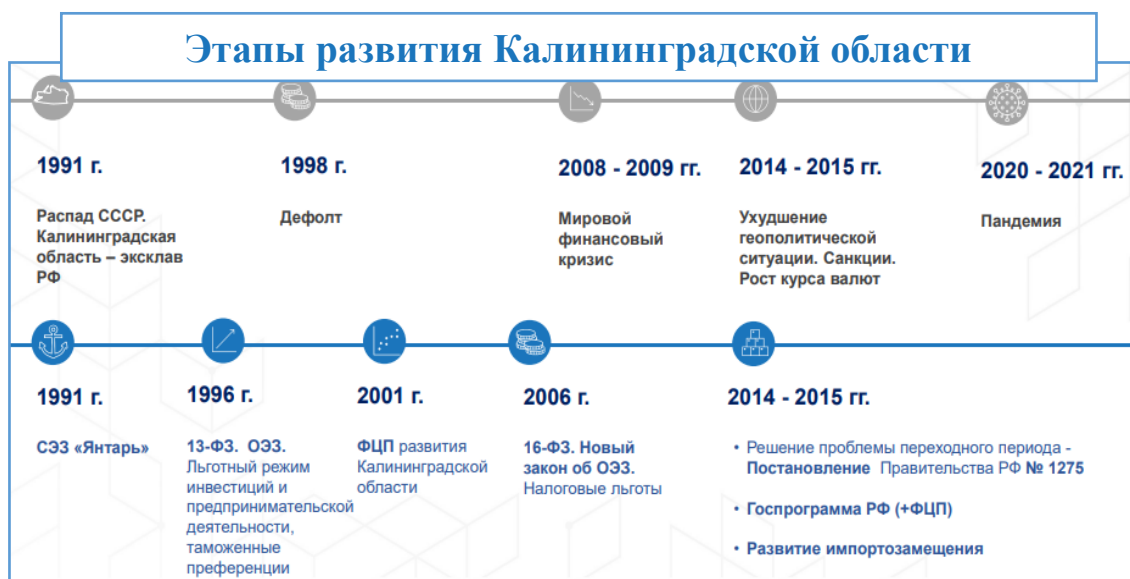 Этапы развития Калининградской области
1991 г.
Распад СССР.
Калининградская
область – эксклав
РФ
1998 г.
Дефолт
2008 - 2009 гг.
Мировой
финансовый
кризис
2014 - 2015 гг.
Ухудшение
геополитической
ситуации. Санкции.
Рост курса валют
2020 - 2021 гг.
Пандемия
1991 г.
СЭЗ «Янтарь»
1996 г.
13-ФЗ. ОЭЗ.
Льготный режим
инвестиций и
предпринимательской
деятельности,
таможенные
преференции
2001 г.
ФЦП развития
Калининградской
области
2006 г.
16-ФЗ. Новый
закон об ОЭЗ.
Налоговые льготы
2014 - 2015 гг.
• Решение проблемы переходного периода -
Постановление Правительства РФ № 1275
• Госпрограмма РФ (+ФЦП)
• Развитие импортозамещения